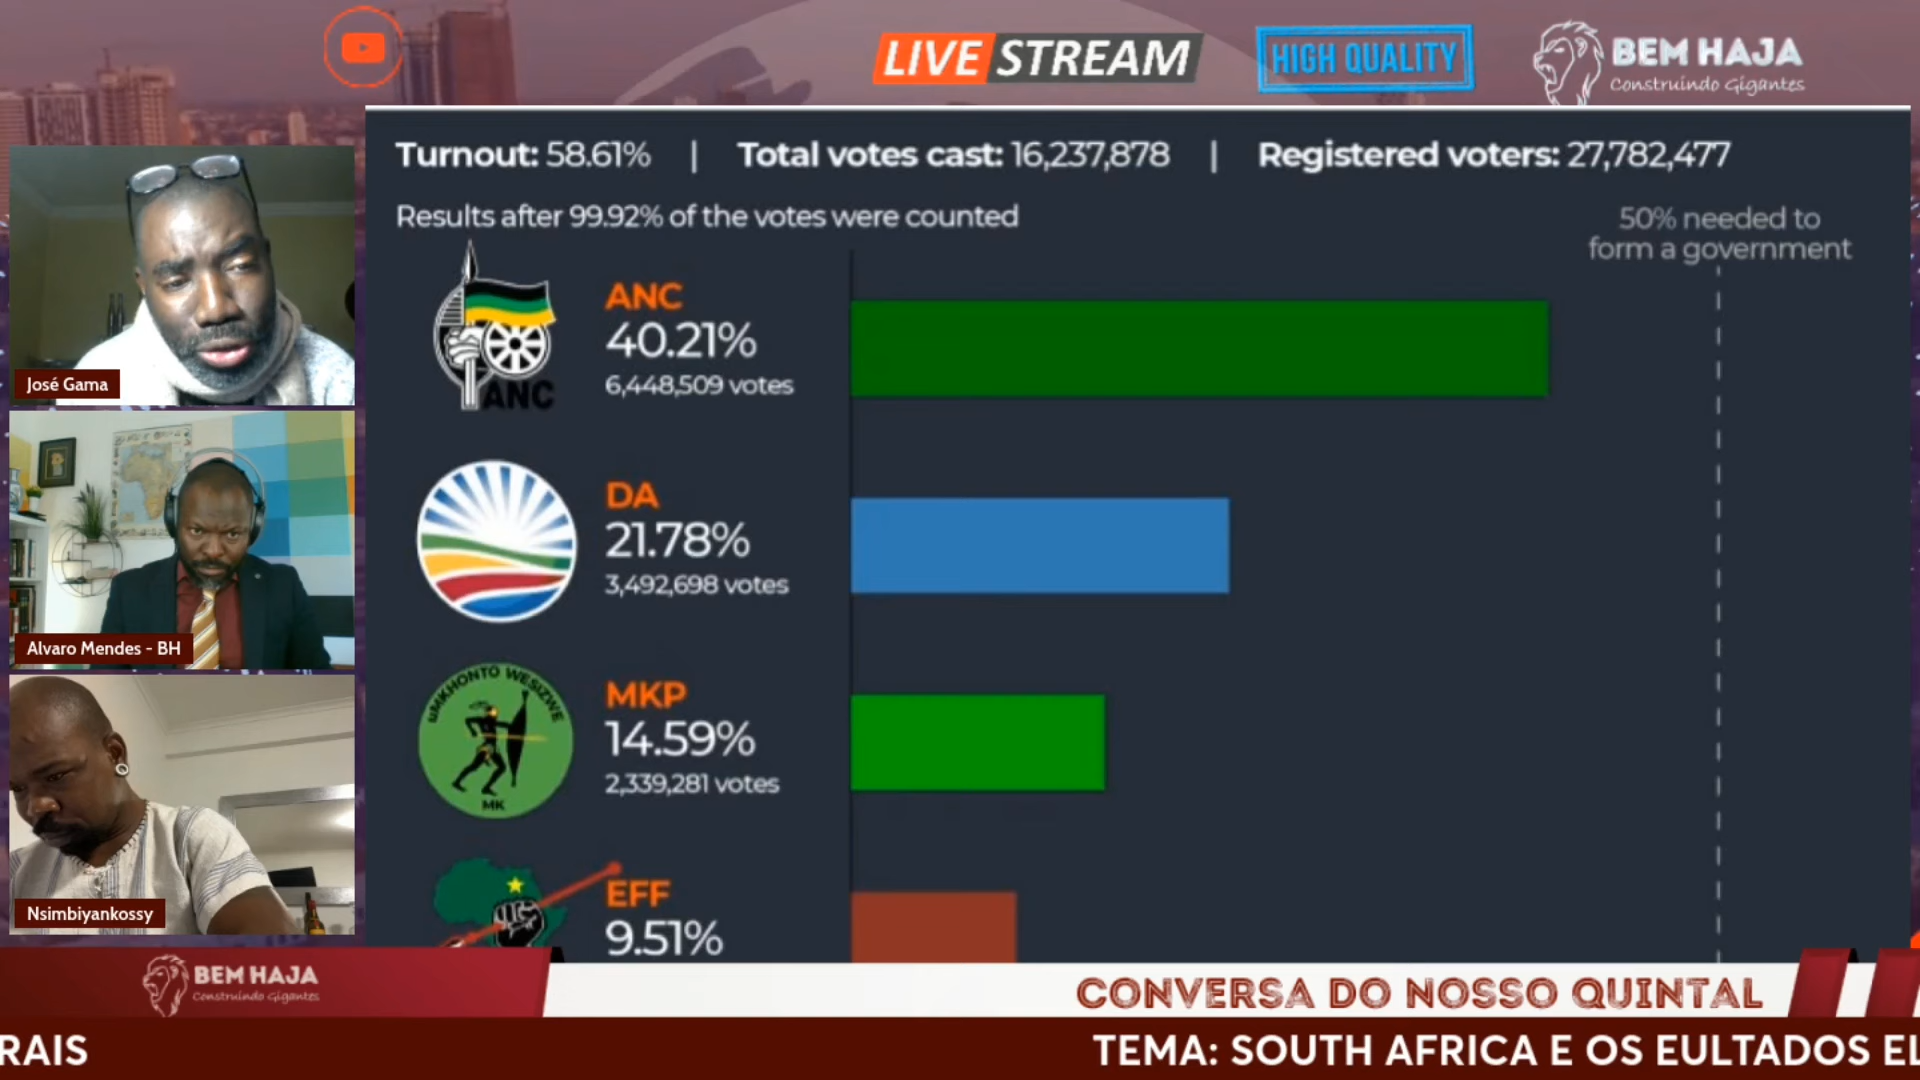 LIVE STREAM
HIGH QUALITY
BEM HAJA
Construindo Gigantes
Turnout: 58.61% | Total votes cast: 16,237,878 | Registered voters: 27,782,477
Results after 99.92% of the votes were counted
50% needed to
form a government
ANC
ANC
40.21%
6,448,509 votes
DA
21.78%
3,492,698 votes
UMKHONTO WESIZWE
MK
MKP
14.59%
2,339,281 votes
EFF
9.51%
José Gama
Alvaro Mendes - BH
Nsimbiyankossy
BEM HAJA
Construindo Gigantes
CONVERSA DO NOSSO QUINTAL
RAIS
TEMA: SOUTH AFRICA E OS EULTADOS EL